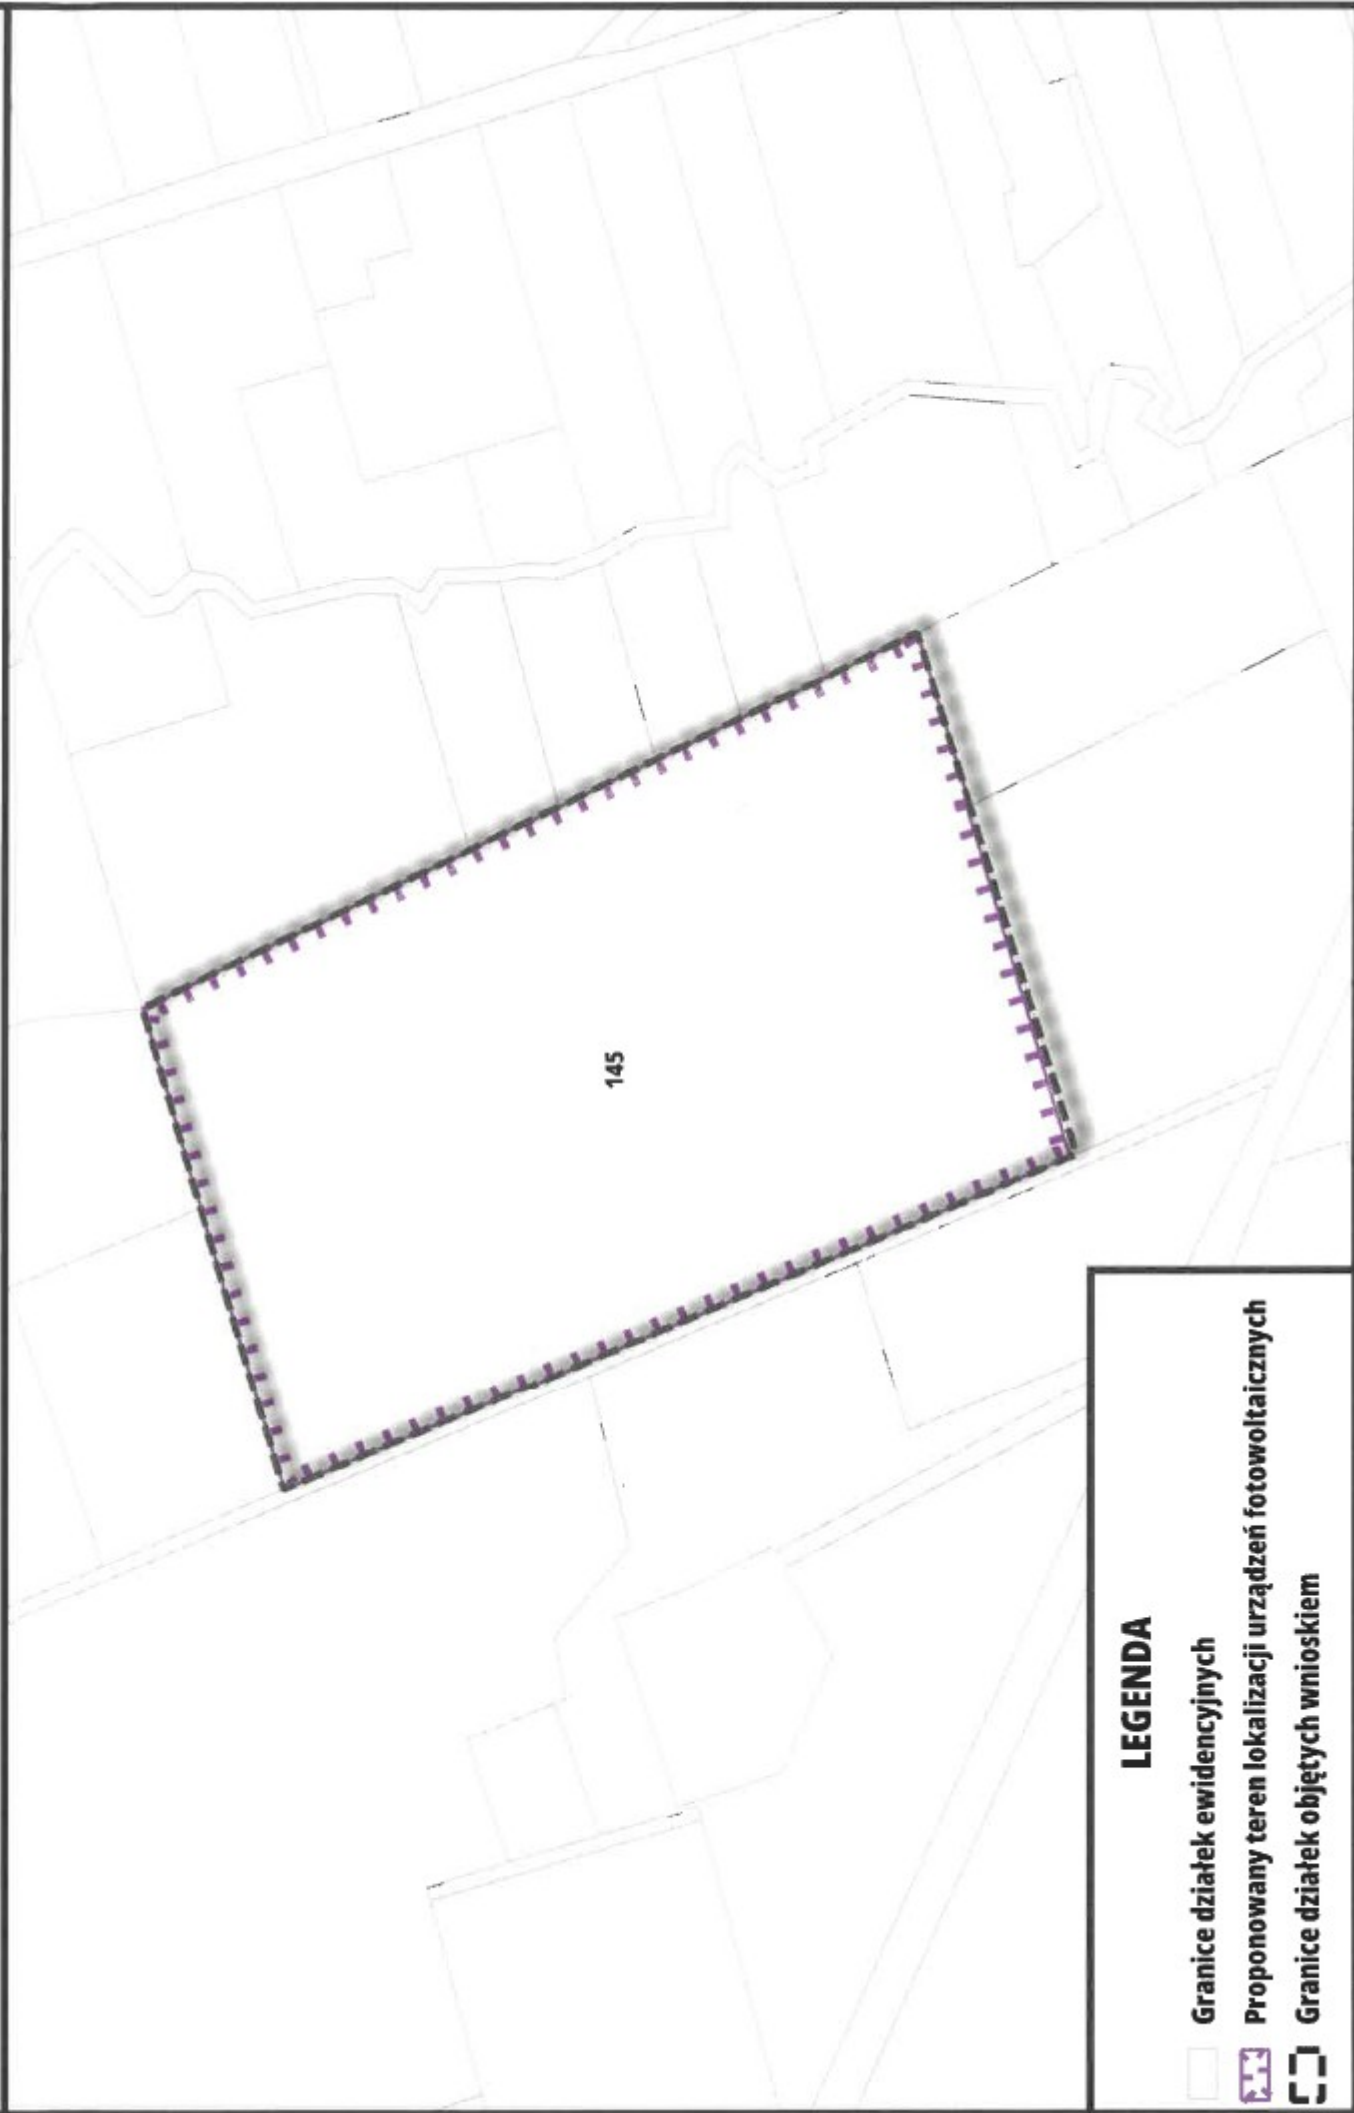 145
LEGENDA
Granice działek ewidencyjnych
Proponowany teren lokalizacji urządzeń fotowoltaicznych
Granice działek objętych wnioskiem